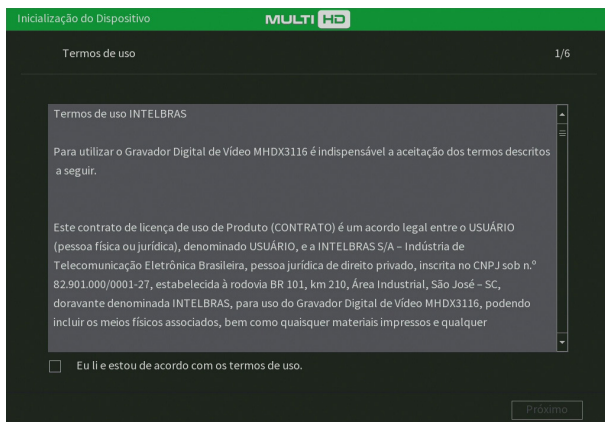 Inicialização do Dispositivo
MULTI HD
Termos de uso
1/6
Termos de uso INTELBRAS
Para utilizar o Gravador Digital de Vídeo MHDX3116 é indispensável a aceitação dos termos descritos
a seguir.
Este contrato de licença de uso de Produto (CONTRATO) é um acordo legal entre o USUÁRIO
(pessoa física ou jurídica), denominado USUÁRIO, e a INTELBRAS S/A – Indústria de
Telecomunicação Eletrônica Brasileira, pessoa jurídica de direito privado, inscrita no CNPJ sob n.º
82.901.000/0001-27, estabelecida à rodovia BR 101, km 210, Área Industrial, São José – SC,
doravante denominada INTELBRAS, para uso do Gravador Digital de Vídeo MHDX3116, podendo
incluir os meios físicos associados, bem como quaisquer materiais impressos e qualquer
Eu li e estou de acordo com os termos de uso.
Próximo